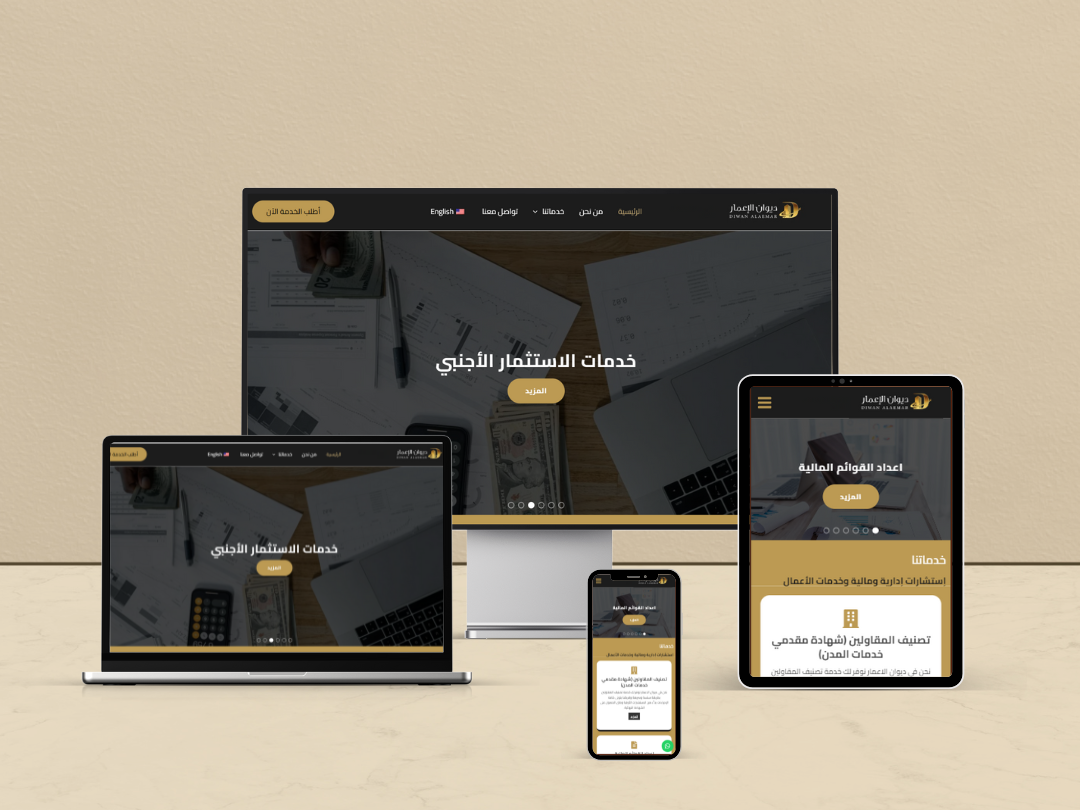 ديوان الإعمار
DIWAN ALAEMAR
الرئيسية
من نحن
خدماتنا
تواصل معنا
English
أطلب الخدمة الآن
خدمات الاستثمار الأجنبي
المزيد
ديوان الإعمار
DIWAN ALAEMAR
الرئيسية
من نحن
خدماتنا
تواصل معنا
English
أطلب الخدمة
خدمات الاستثمار الأجنبي
المزيد
ديوان الإعمار
DIWAN ALAEMAR
اعداد القوائم المالية
المزيد
خدماتنا
إستشارات إدارية ومالية وخدمات الأعمال
تصنيف المقاولين (شهادة مقدمي
خدمات المدن)
نحن في ديوان الاعمار نوفر لك خدمة تصنيف المقاولين
اعداد القوائم المالية
المزيد
خدماتنا
إستشارات إدارية ومالية وخدمات الأعمال
تصنيف المقاولين (شهادة مقدمي
خدمات المدن)
المزيد